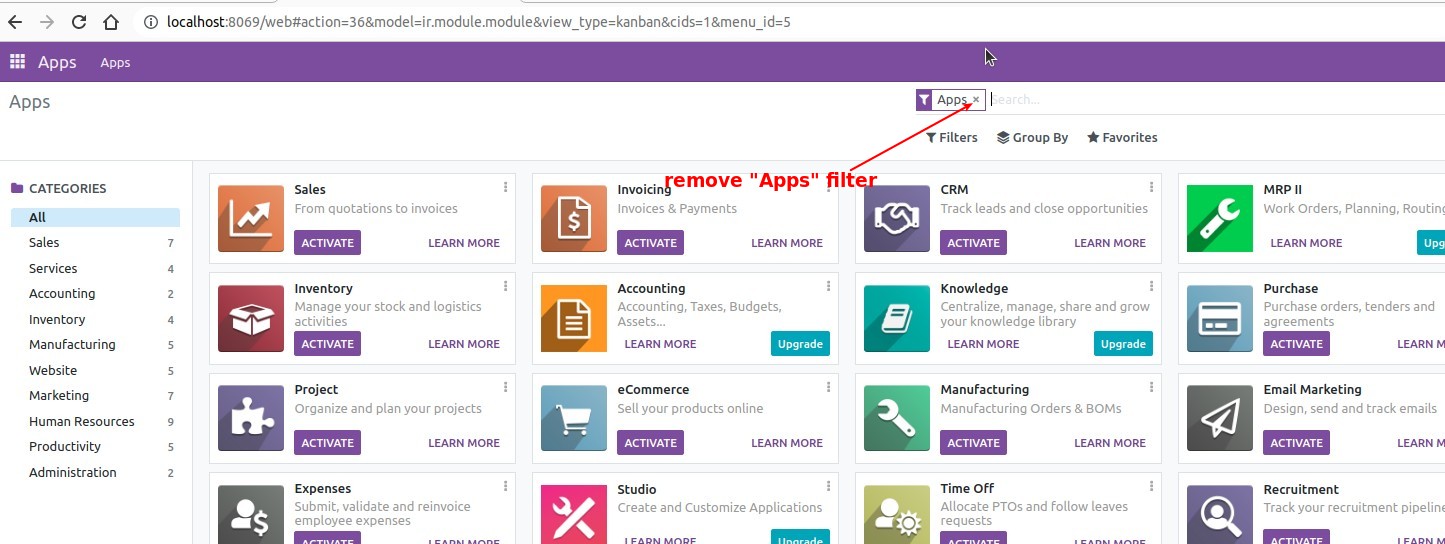 localhost:8069/web#action=36&model=ir.module.module&view_type=kanban&cids=1&menu_id=5
Apps Apps
Apps
Apps × Search...
Filters Group By Favorites
remove "Apps" filter
CATEGORIES
All
Sales 7
Services 4
Accounting 2
Inventory 4
Manufacturing 5
Website 5
Marketing 7
Human Resources 9
Productivity 5
Administration 2
Sales
From quotations to invoices
ACTIVATE LEARN MORE
Invoicing
Invoices & Payments
ACTIVATE LEARN MORE
CRM
Track leads and close opportunities
ACTIVATE LEARN MORE
MRP II
Work Orders, Planning, Routing
LEARN MORE Upg
Inventory
Manage your stock and logistics
activities
ACTIVATE LEARN MORE
Accounting
Accounting, Taxes, Budgets,
Assets...
LEARN MORE Upgrade
Knowledge
Centralize, manage, share and grow
your knowledge library
LEARN MORE Upgrade
Purchase
Purchase orders, tenders and
agreements
ACTIVATE LEARN M
Project
Organize and plan your projects
ACTIVATE LEARN MORE
eCommerce
Sell your products online
ACTIVATE LEARN MORE
Manufacturing
Manufacturing Orders & BOMs
ACTIVATE LEARN MORE
Email Marketing
Design, send and track emails
ACTIVATE LEARN M
Expenses
Submit, validate and reinvoice
employee expenses
ACTIVATE LEARN MORE
Studio
Create and Customize Applications
LEARN MORE Upgrade
Time Off
Allocate PTOs and follow leaves
requests
ACTIVATE LEARN MORE
Recruitment
Track your recruitment pipeline
ACTIVATE LEARN M